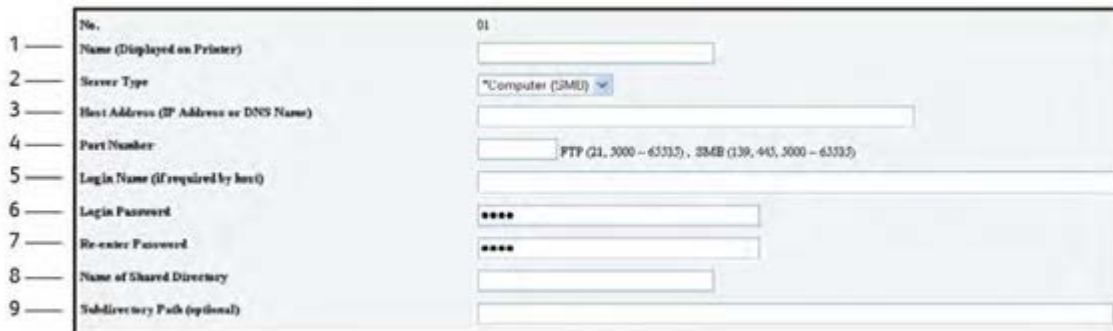 No. 01
1 Name (Displayed on Printer)
2 Server Type *Computer (SMB)
3 Host Address (IP Address or DNS Name)
4 Port Number FTP (21, 5000 – 65535) , SMB (139, 445, 5000 – 65535)
5 Login Name (if required by host)
6 Login Password ••••
7 Re-enter Password ••••
8 Name of Shared Directory
9 Subdirectory Path (optional)